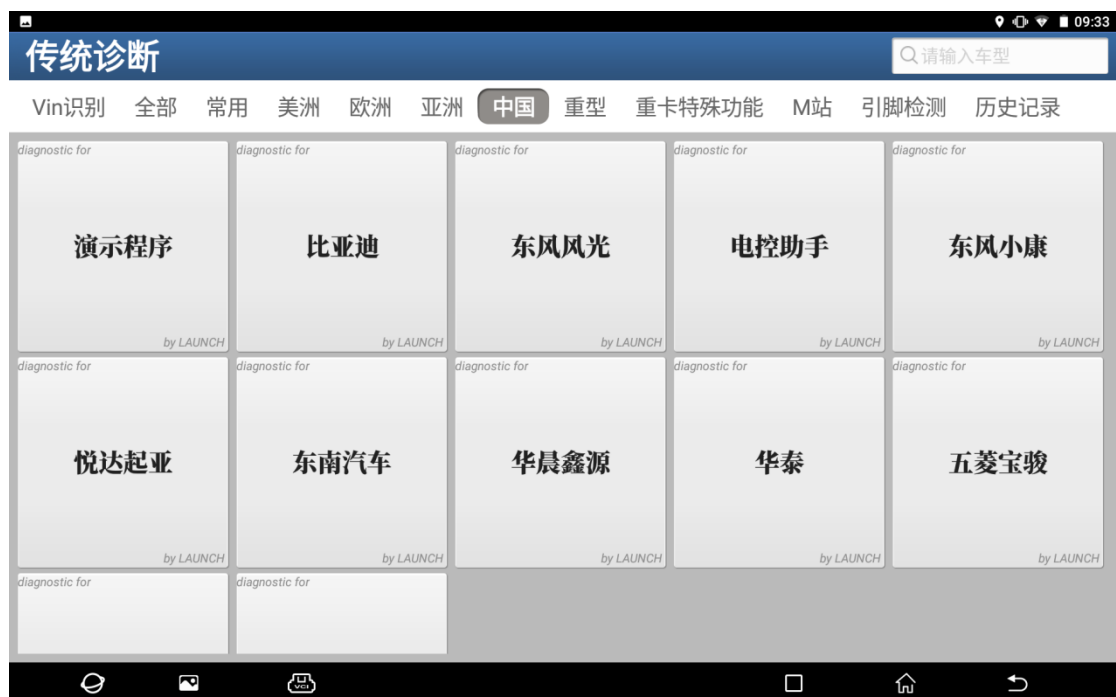 09:33
传统诊断
请输入车型
Vin识别 全部 常用 美洲 欧洲 亚洲 中国 重型 重卡特殊功能 M站 引脚检测 历史记录
diagnostic for diagnostic for diagnostic for diagnostic for diagnostic for
演示程序 比亚迪 东风风光 电控助手 东风小康
by LAUNCH by LAUNCH by LAUNCH by LAUNCH by LAUNCH
diagnostic for diagnostic for diagnostic for diagnostic for diagnostic for
悦达起亚 东南汽车 华晨鑫源 华泰 五菱宝骏
by LAUNCH by LAUNCH by LAUNCH by LAUNCH by LAUNCH
diagnostic for diagnostic for
VCI